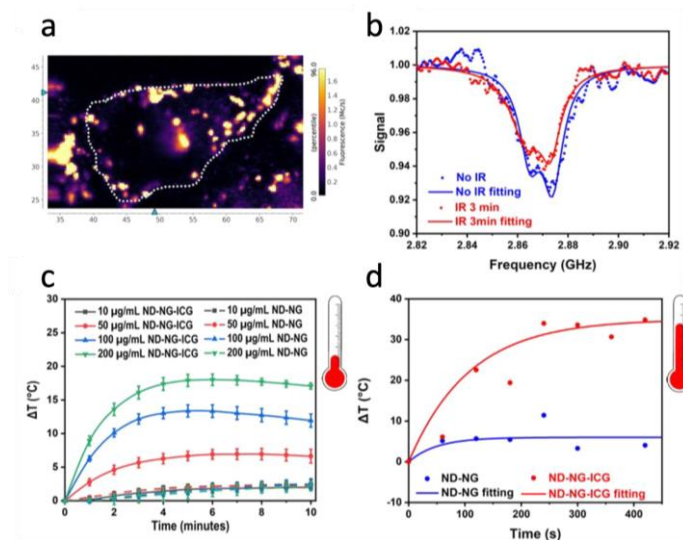 a
45
40
35
30
25
35
40
45
50
55
60
65
70
96.0
(percentile)
0.0
1.6
1.4
1.2
1.0
0.8
0.6
0.4
0.2
Fluorescence (Mc/s)
b
Signal
1.00
0.98
0.96
0.94
0.92
0.90
No IR
No IR fitting
IR 3 min
IR 3min fitting
2.82 2.84 2.86 2.88 2.90 2.92
Frequency (GHz)
c
ΔT (°C)
30
25
20
15
10
5
0
10 µg/mL ND-NG-ICG 10 µg/mL ND-NG
50 µg/mL ND-NG-ICG 50 µg/mL ND-NG
100 µg/mL ND-NG-ICG 100 µg/mL ND-NG
200 µg/mL ND-NG-ICG 200 µg/mL ND-NG
0 2 4 6 8 10
Time (minutes)
d
ΔT (°C)
40
30
20
10
0
-10
ND-NG ND-NG-ICG
ND-NG fitting ND-NG-ICG fitting
0 100 200 300 400
Time (s)